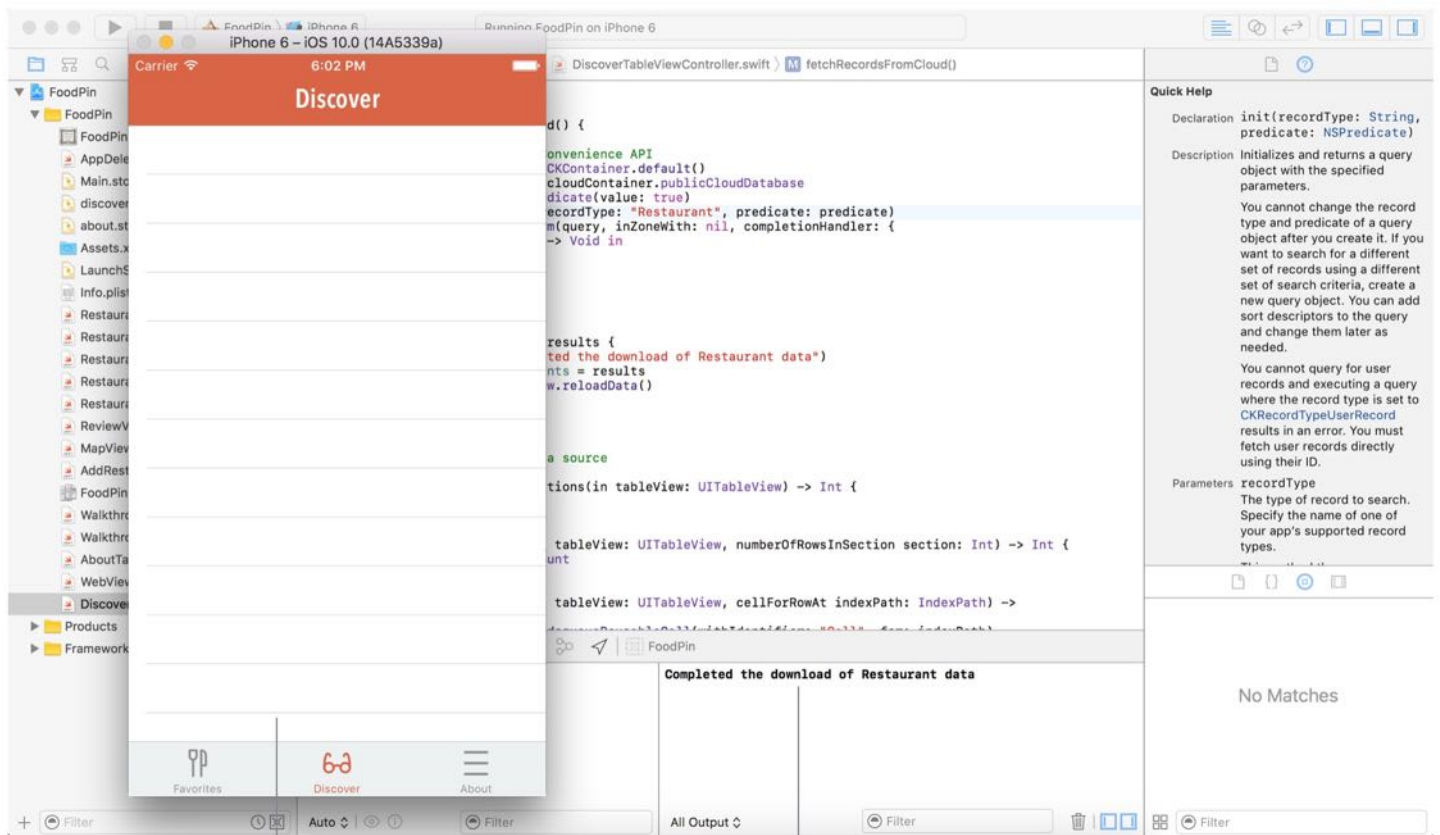 FoodPin
iPhone 6
Running FoodPin on iPhone 6
iPhone 6 – iOS 10.0 (14A5339a)
Carrier
6:02 PM
Discover
DiscoverTableViewController.swift
M
fetchRecordsFromCloud()
FoodPin
FoodPin
FoodPin
AppDele
Main.sto
discover
about.st
Assets.x
LaunchS
Info.plist
Restaura
Restaura
Restaura
Restaura
Restaura
ReviewV
MapView
AddRest
FoodPin
Walkthro
Walkthro
AboutTa
WebView
Discover
Products
Framework
Favorites
Discover
About
d() {
onvenience API
CKContainer.default()
cloudContainer.publicCloudDatabase
dicate(value: true)
ecordType: "Restaurant", predicate: predicate)
m(query, inZoneWith: nil, completionHandler: {
-> Void in
results {
ted the download of Restaurant data")
nts = results
w.reloadData()
a source
tions(in tableView: UITableView) -> Int {
tableView: UITableView, numberOfRowsInSection section: Int) -> Int {
unt
tableView: UITableView, cellForRowAt indexPath: IndexPath) ->
FoodPin
Completed the download of Restaurant data
Quick Help
Declaration init(recordType: String,
predicate: NSPredicate)
Description Initializes and returns a query
object with the specified
parameters.
You cannot change the record
type and predicate of a query
object after you create it. If you
want to search for a different
set of records using a different
set of search criteria, create a
new query object. You can add
sort descriptors to the query
and change them later as
needed.
You cannot query for user
records and executing a query
where the record type is set to
CKRecordTypeUserRecord
results in an error. You must
fetch user records directly
using their ID.
Parameters recordType
The type of record to search.
Specify the name of one of
your app's supported record
types.
No Matches
Filter
Auto
Filter
All Output
Filter
Filter